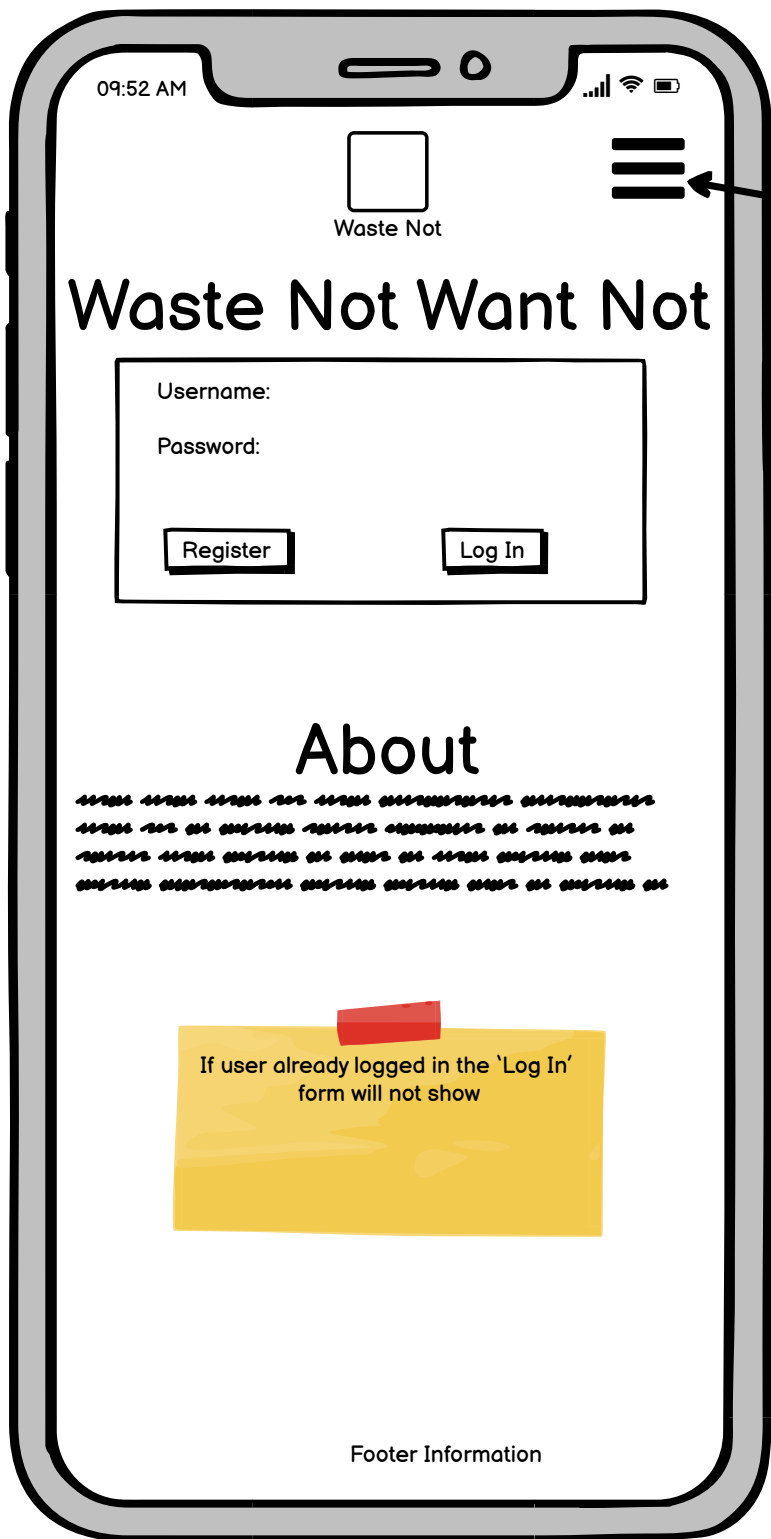 09:52 AM
Waste Not
Waste Not Want Not
Username:
Password:
Register
Log In
About
If user already logged in the ‘Log In’
form will not show
Footer Information